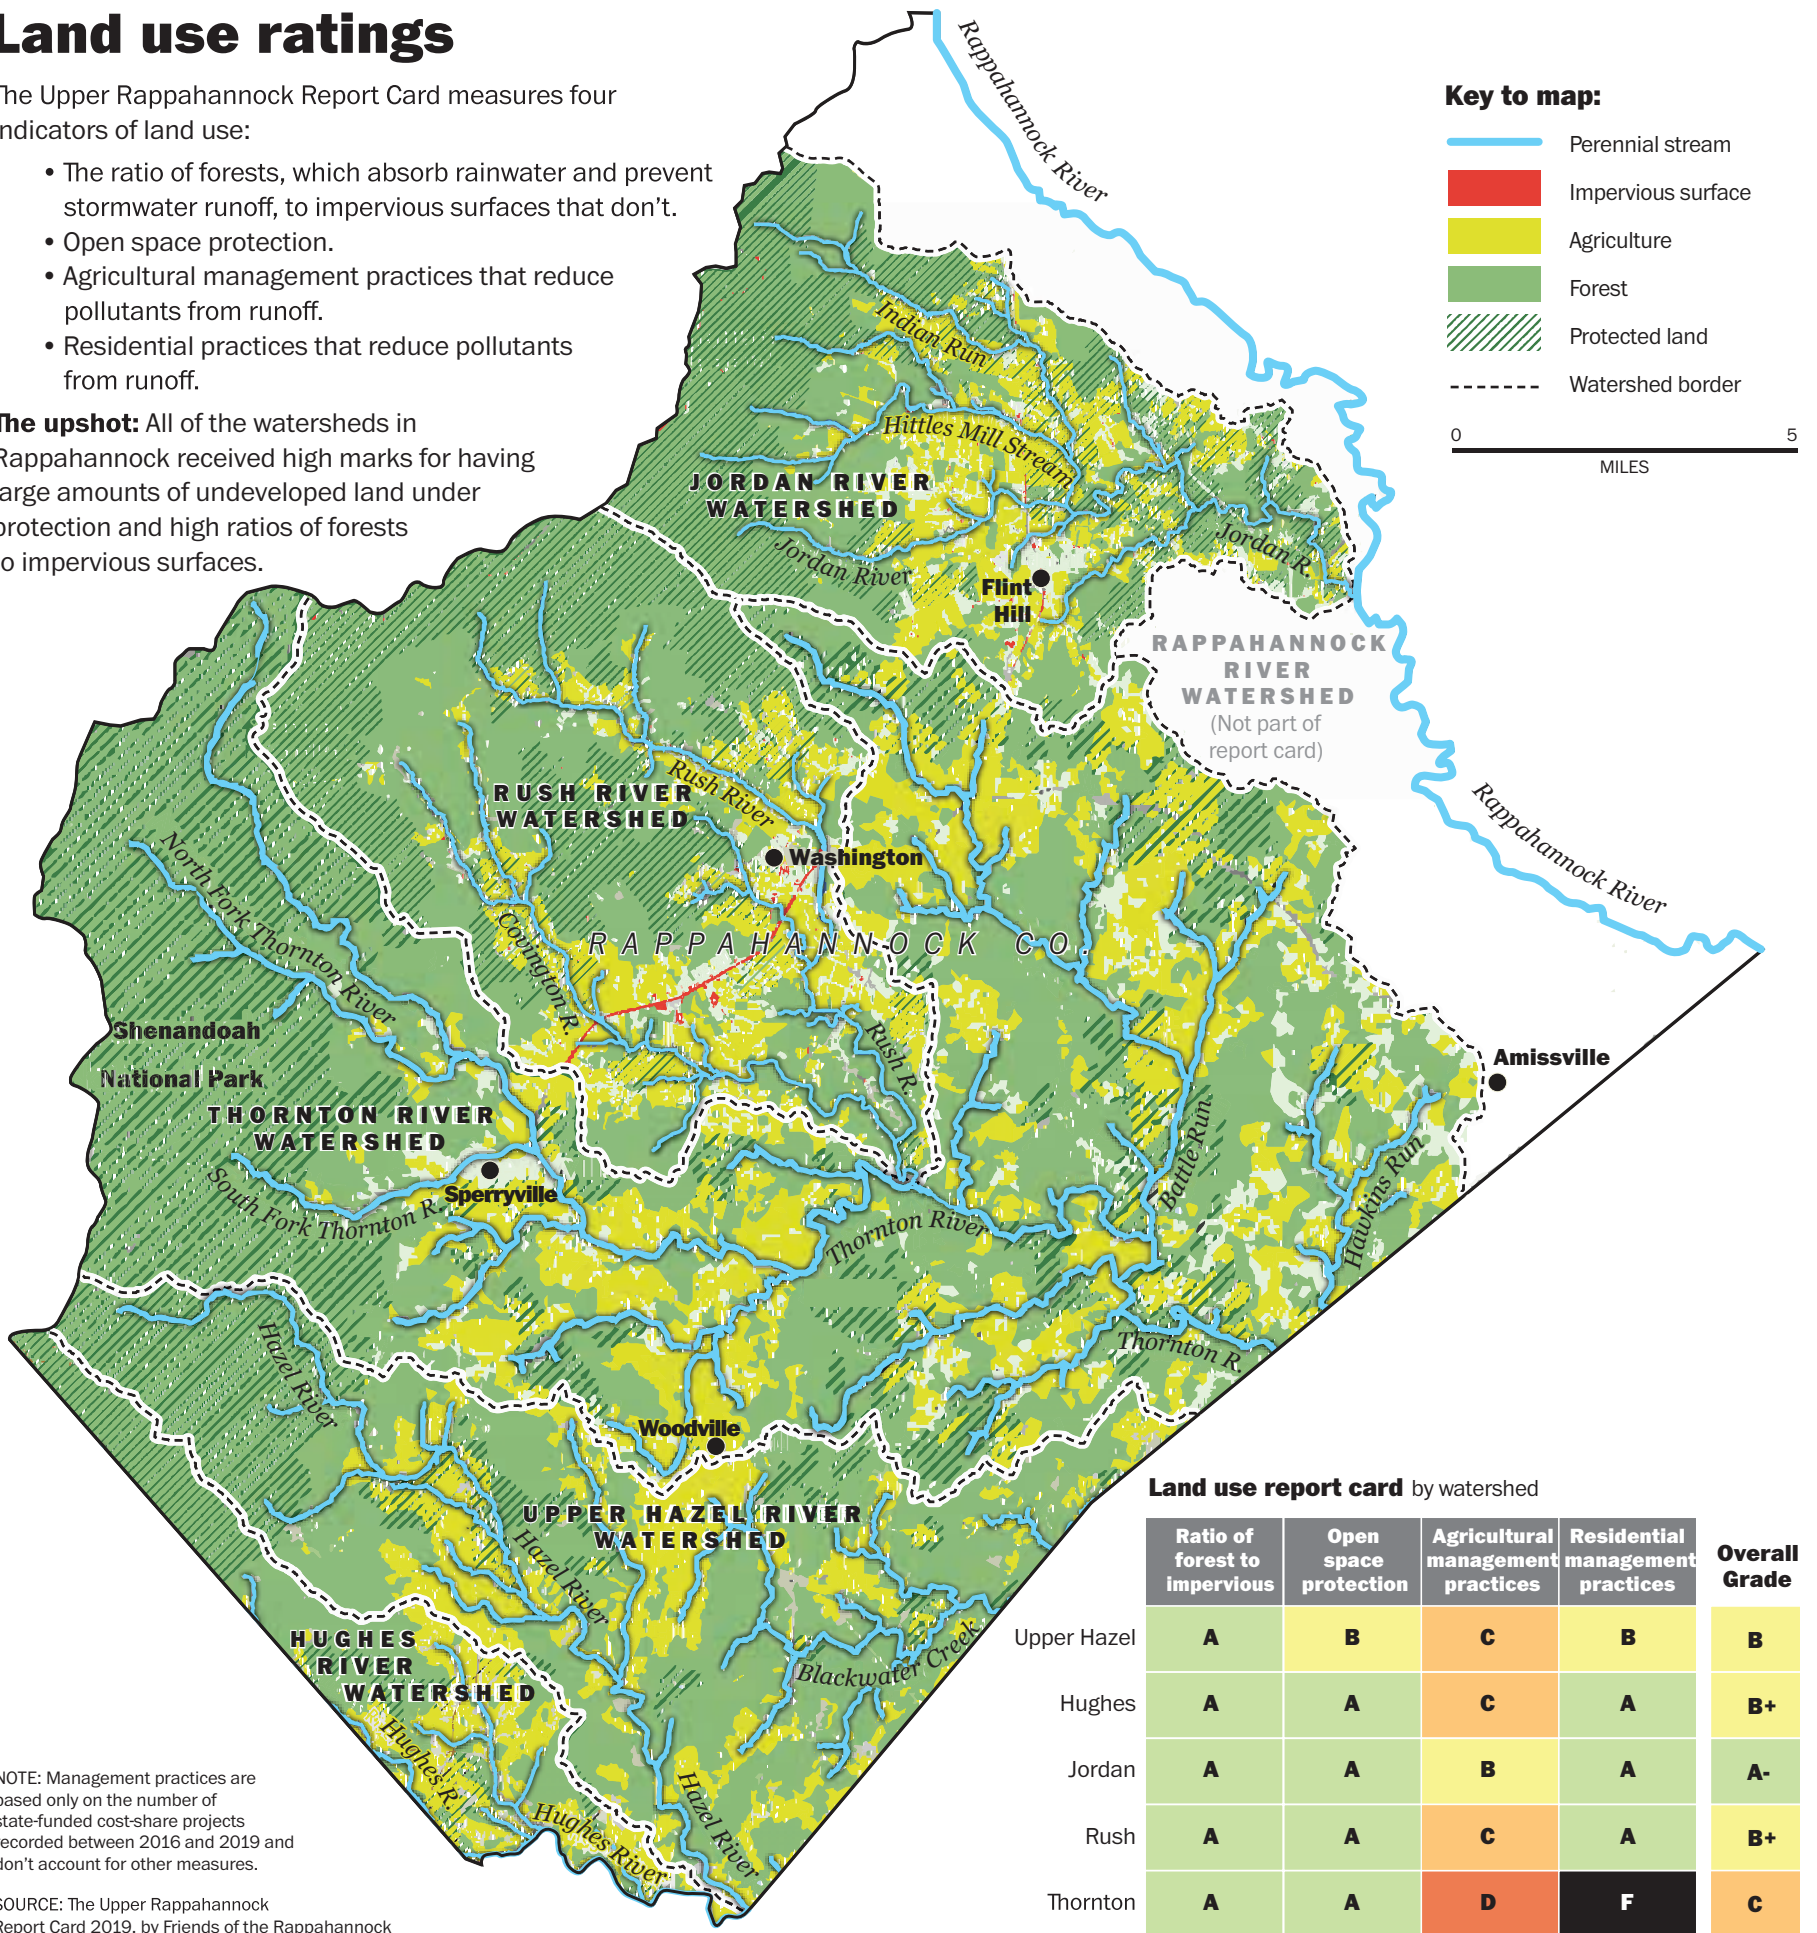 Land use ratings
The Upper Rappahannock Report Card measures four
indicators of land use:
• The ratio of forests, which absorb rainwater and prevent
stormwater runoff, to impervious surfaces that don't.
• Open space protection.
• Agricultural management practices that reduce
pollutants from runoff.
• Residential practices that reduce pollutants
from runoff.
The upshot: All of the watersheds in
Rappahannock received high marks for having
large amounts of undeveloped land under
protection and high ratios of forests
to impervious surfaces.
Key to map:
Perennial stream
Impervious surface
Agriculture
Forest
Protected land
Watershed border
0 5
MILES
Rappahannock River
Indian Run
Hittles Mill Stream
JORDAN RIVER
WATERSHED
Jordan River
Jordan R.
Flint
Hill
RAPPAHANNOCK
RIVER
WATERSHED
(Not part of
report card)
Rappahannock River
RUSH RIVER
WATERSHED
Rush River
Washington
North Fork Thornton River
Covington R.
RAPPAHANNOCK CO.
Rush R.
Shenandoah
National Park
Amissville
THORNTON RIVER
WATERSHED
Sperryville
South Fork Thornton R.
Thornton River
Battle Run
Hawkins Run
Thornton R.
Hazel River
Woodville
UPPER HAZEL RIVER
WATERSHED
Hazel River
HUGHES
RIVER
WATERSHED
Blackwater Creek
Hughes R.
Hughes River
Hazel River
NOTE: Management practices are
based only on the number of
state-funded cost-share projects
recorded between 2016 and 2019 and
don't account for other measures.
SOURCE: The Upper Rappahannock
Report Card 2019, by Friends of the Rappahannock
Land use report card by watershed
Ratio of
forest to
impervious
Open
space
protection
Agricultural
management
practices
Residential
management
practices
Overall
Grade
Upper Hazel A B C B B
Hughes A A C A B+
Jordan A A B A A-
Rush A A C A B+
Thornton A A D F C